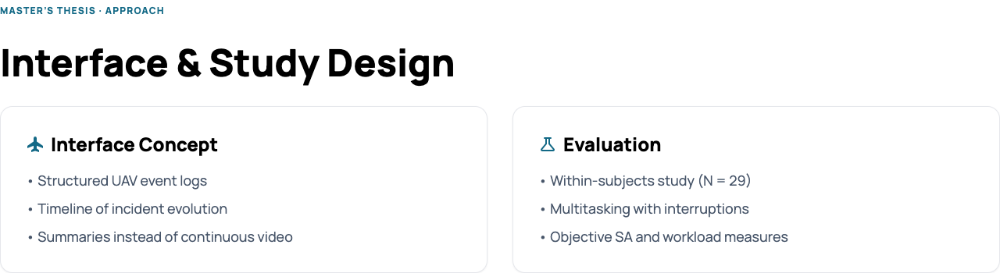 MASTER'S THESIS · APPROACH
Interface & Study Design
Interface Concept
• Structured UAV event logs
• Timeline of incident evolution
• Summaries instead of continuous video
Evaluation
• Within-subjects study (N = 29)
• Multitasking with interruptions
• Objective SA and workload measures